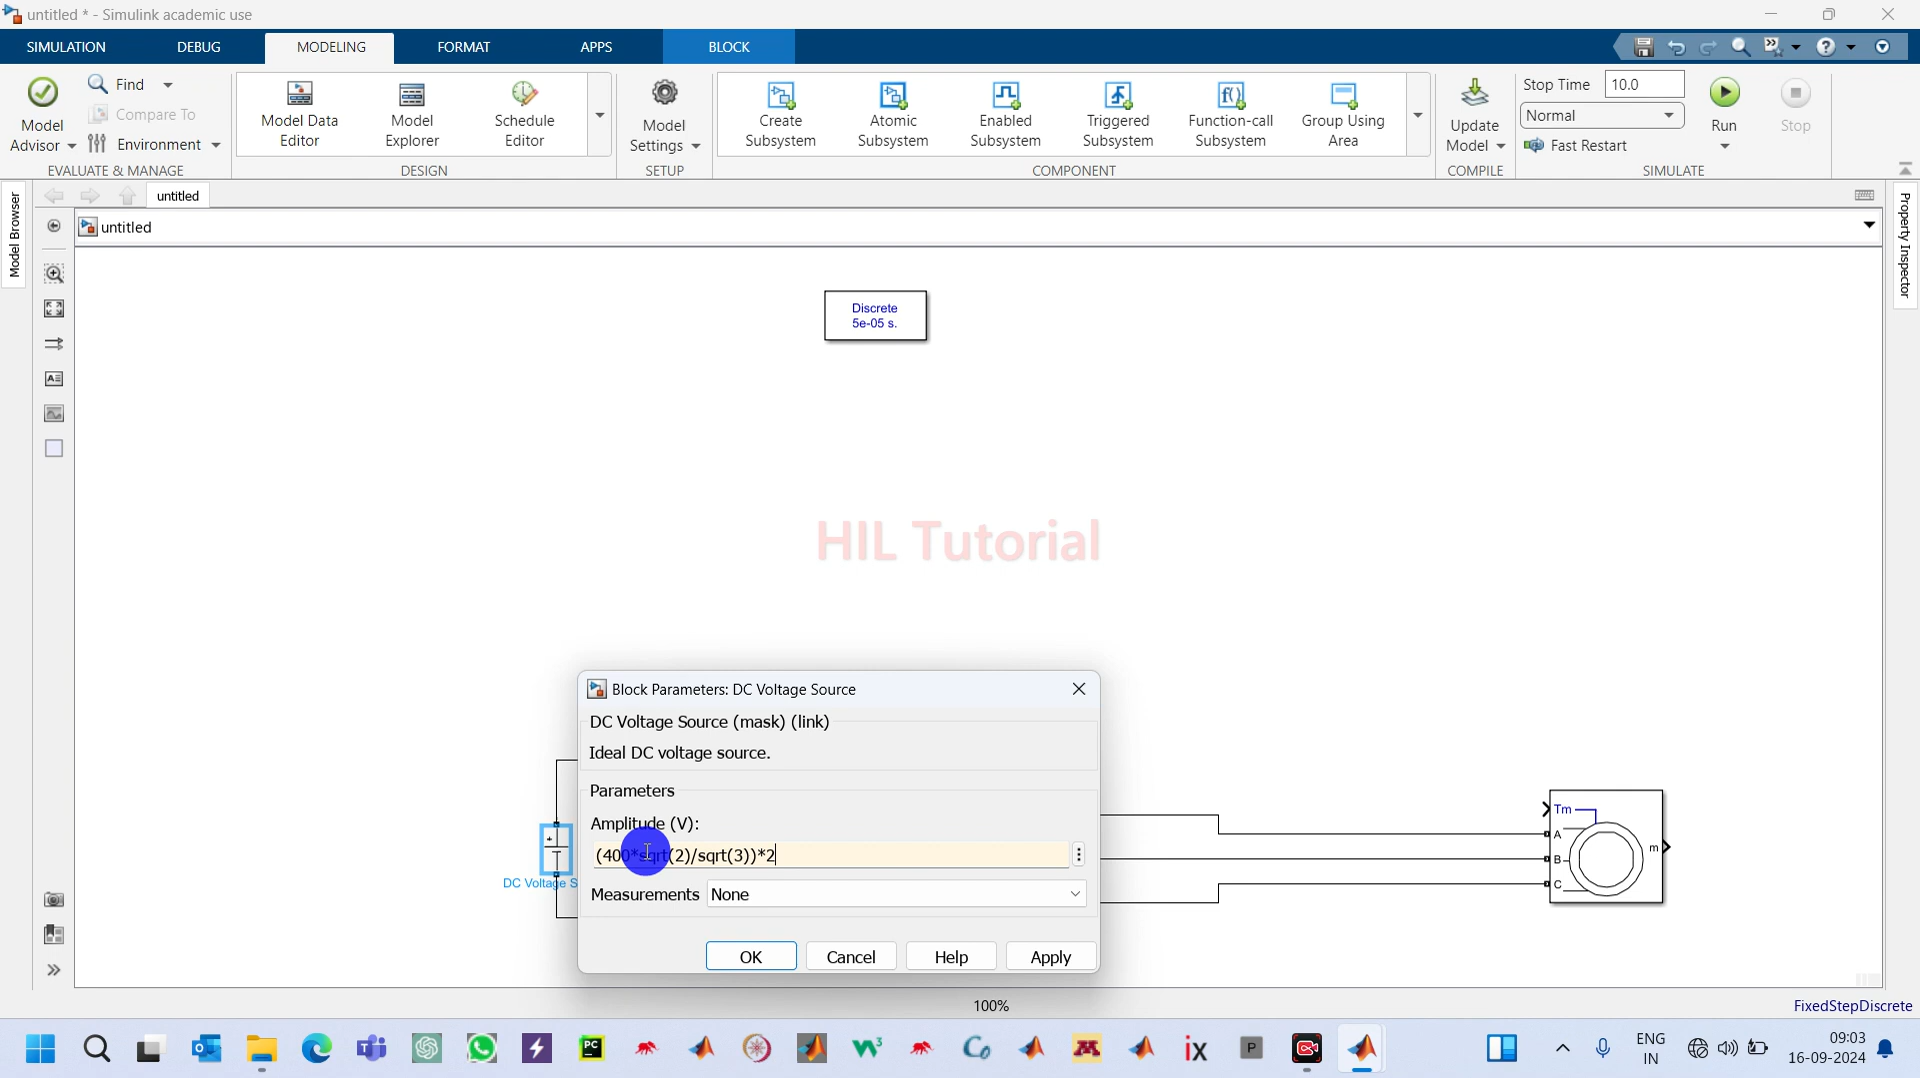 untitled * - Simulink academic use
SIMULATION DEBUG MODELING FORMAT APPS BLOCK
Model Advisor
Find
Compare To
Environment
EVALUATE & MANAGE
Model Data Editor
Model Explorer
Schedule Editor
DESIGN
Model Settings
SETUP
Create Subsystem
Atomic Subsystem
Enabled Subsystem
Triggered Subsystem
Function-call Subsystem
Group Using Area
COMPONENT
Update Model
COMPILE
Stop Time 10.0
Normal
Fast Restart
Run
Stop
SIMULATE
Model Browser
untitled
untitled
Property Inspector
Discrete
5e-05 s.
HIL Tutorial
Block Parameters: DC Voltage Source
DC Voltage Source (mask) (link)
Ideal DC voltage source.
Parameters
Amplitude (V):
(400*sqrt(2)/sqrt(3))*2
Measurements None
OK Cancel Help Apply
DC Voltage S
Tm
A
B
C
m
100%
FixedStepDiscrete
ENG
IN
09:03
16-09-2024